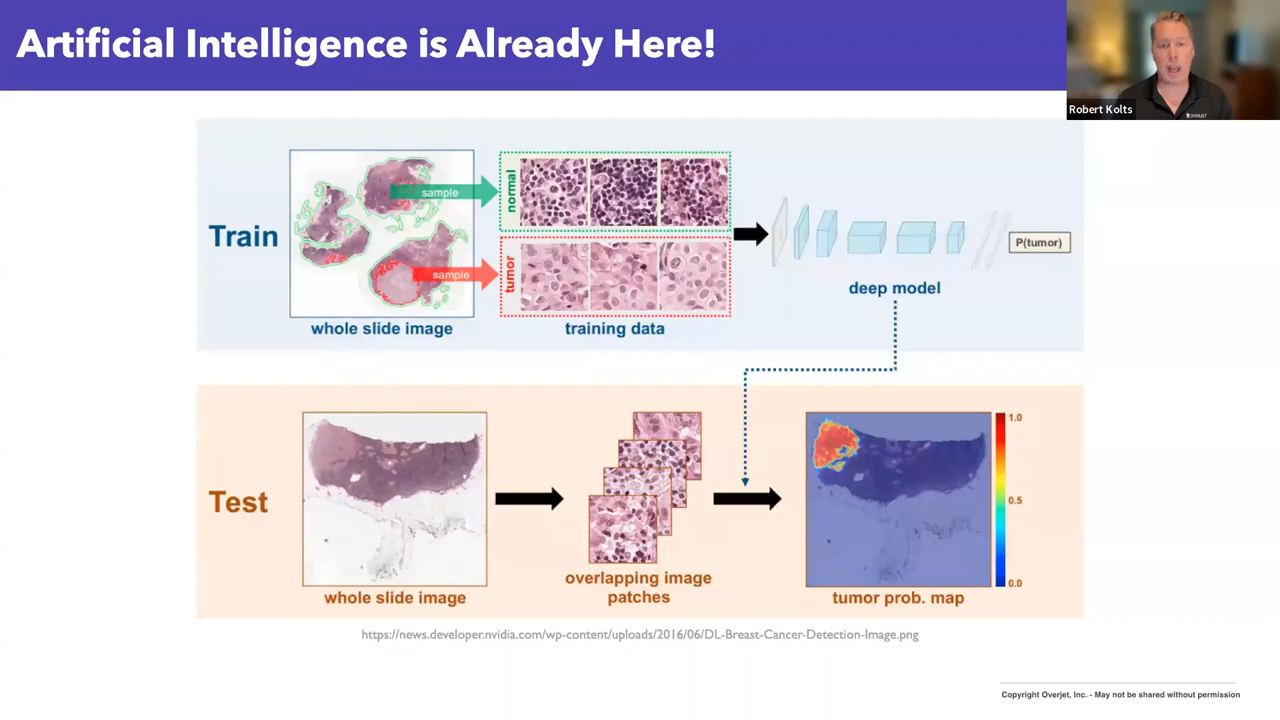 Artificial Intelligence is Already Here!
Robert Kolts
Train
sample
sample
normal
tumor
P(tumor)
deep model
whole slide image
training data
Test
1.0
0.5
0.0
whole slide image
overlapping image
patches
tumor prob. map
https://news.developer.nvidia.com/wp-content/uploads/2016/06/DL-Breast-Cancer-Detection-Image.png
Copyright Overjet, Inc. - May not be shared without permission